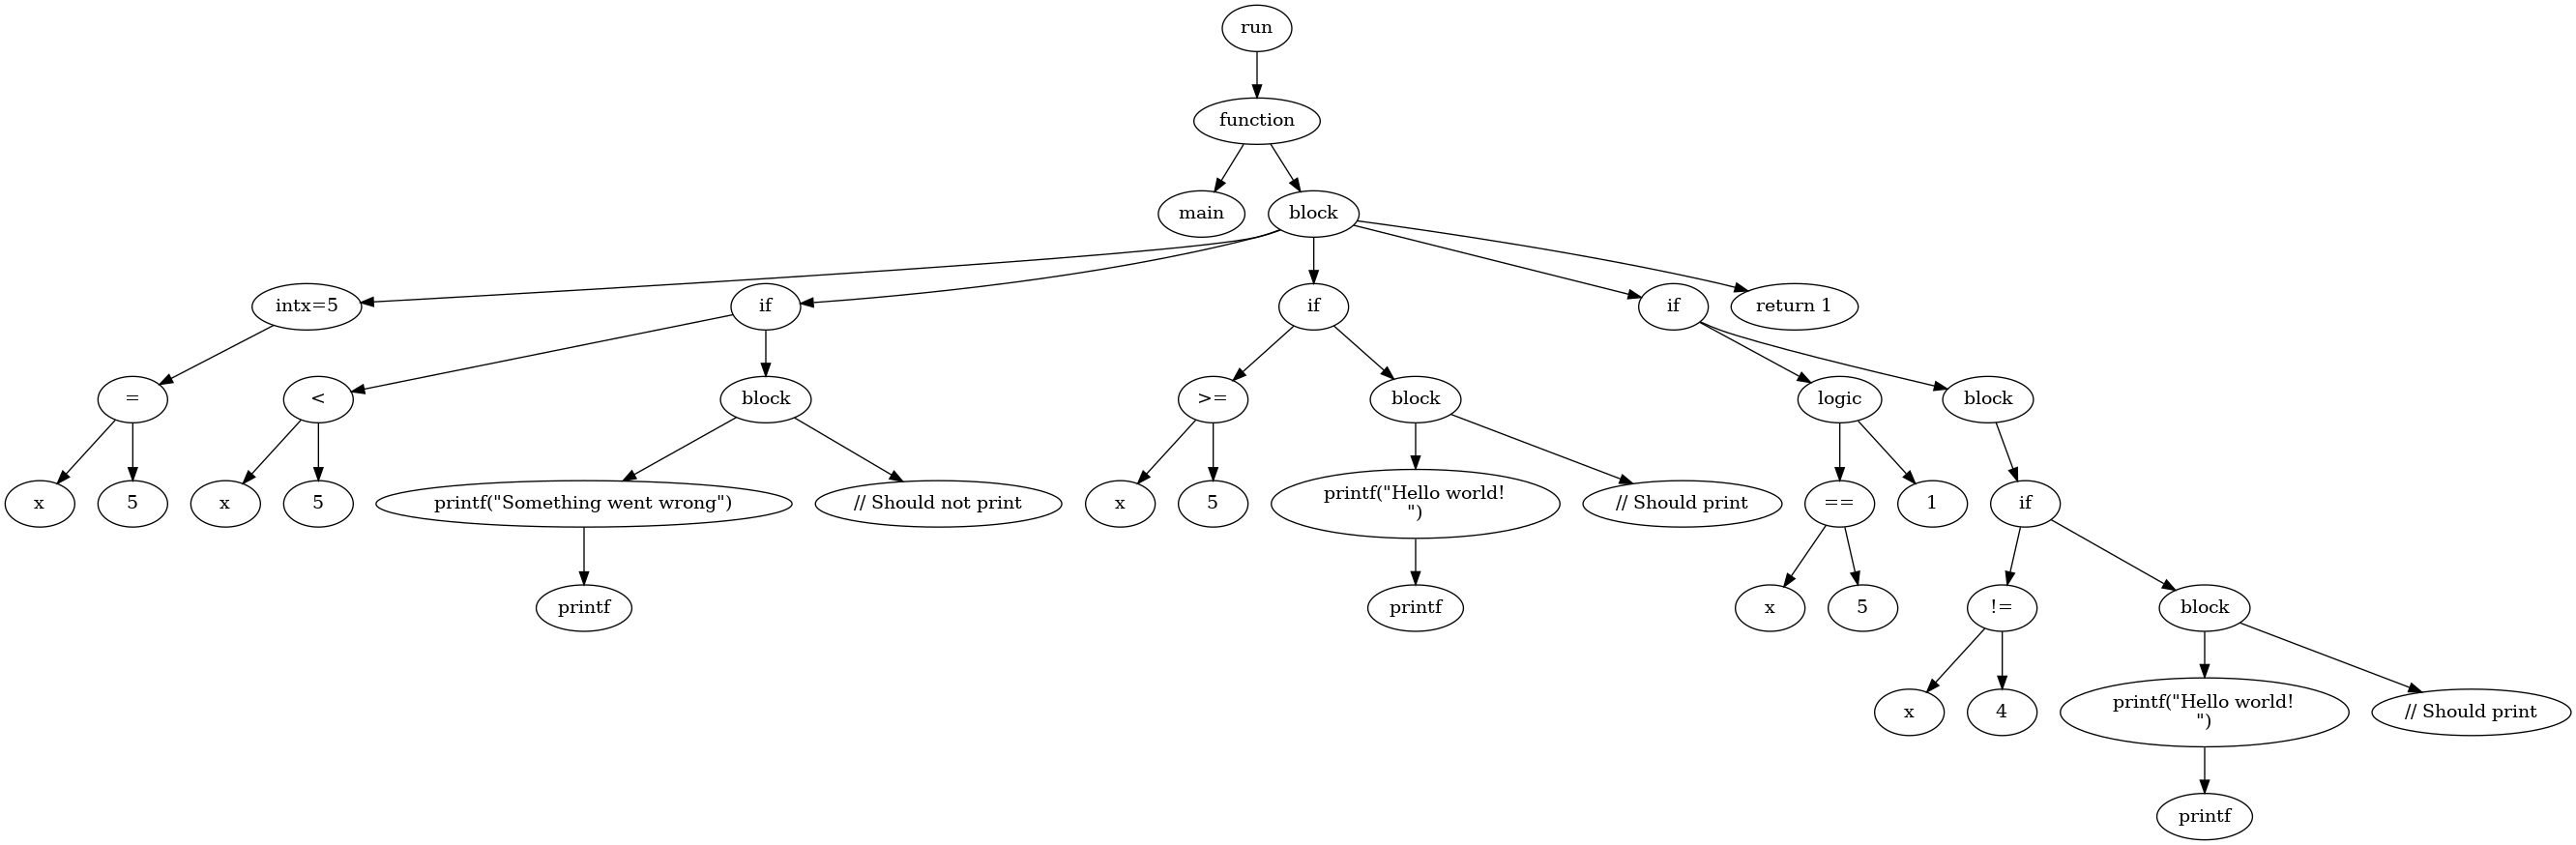 run
function
main
block
intx=5
if
if
if
return 1
=
<
block
>=
block
logic
block
x
5
x
5
printf("Something went wrong")
// Should not print
x
5
printf("Hello world!
")
// Should print
==
1
if
printf
printf
x
5
!=
block
x
4
printf("Hello world!
")
// Should print
printf